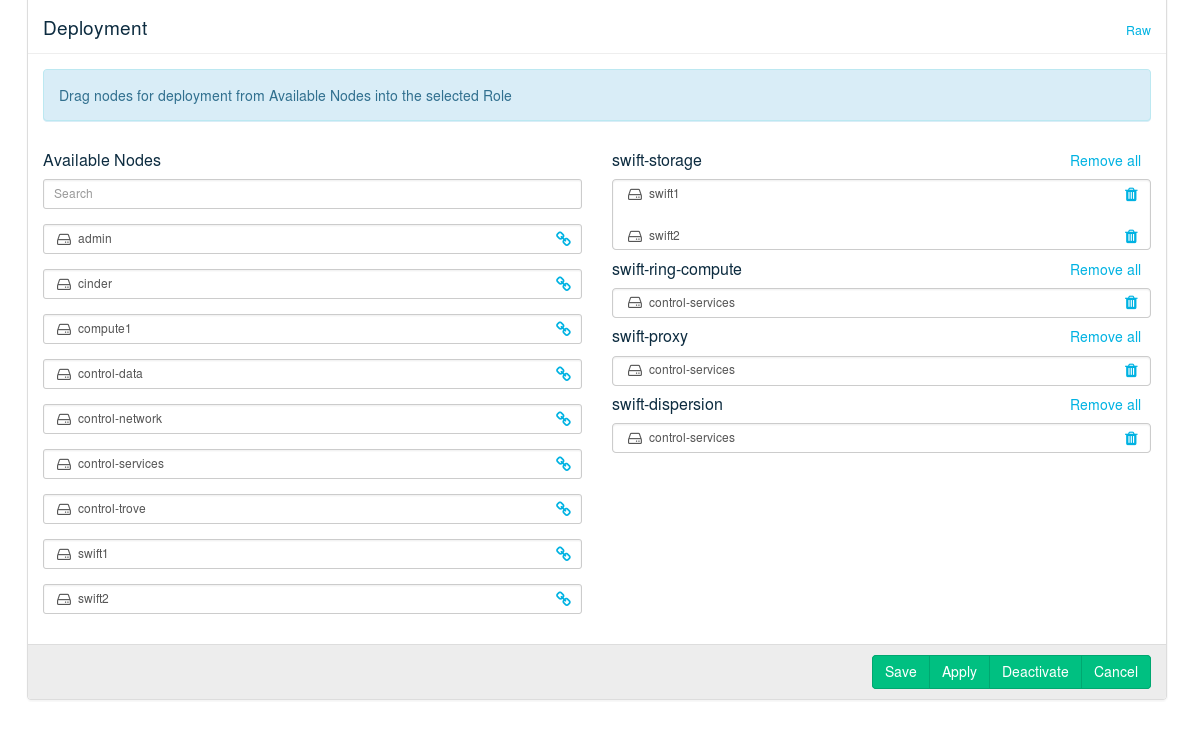 Deployment
Raw
Drag nodes for deployment from Available Nodes into the selected Role
Available Nodes
Search
admin
cinder
compute1
control-data
control-network
control-services
control-trove
swift1
swift2
swift-storage Remove all
swift1
swift2
swift-ring-compute Remove all
control-services
swift-proxy Remove all
control-services
swift-dispersion Remove all
control-services
Save Apply Deactivate Cancel